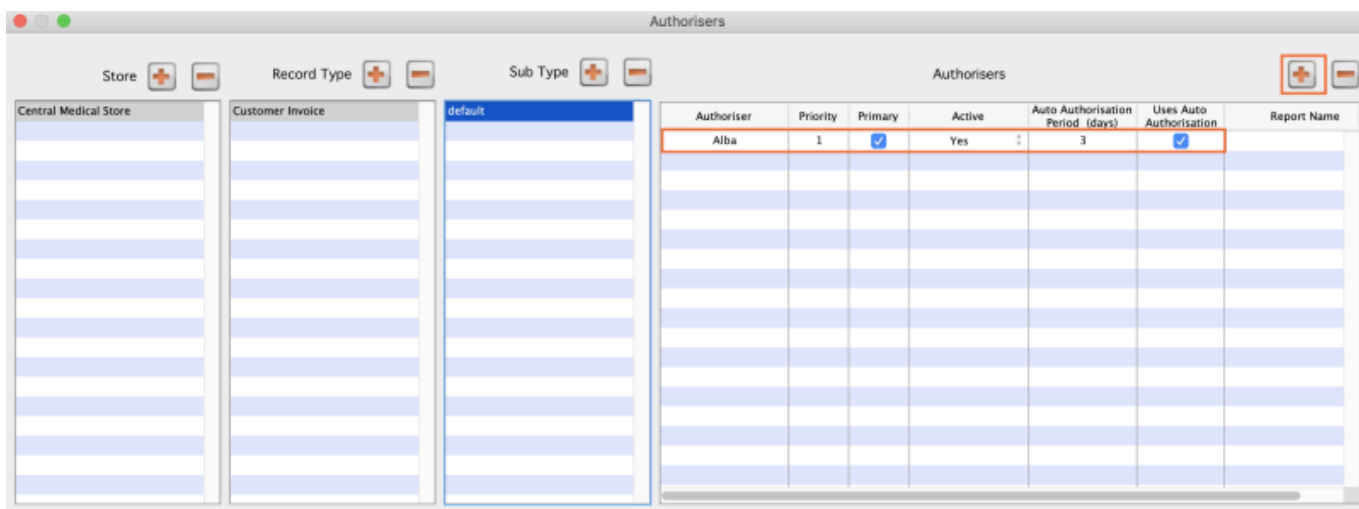 Authorisers
Store
Record Type
Sub Type
Authorisers
Central Medical Store
Customer Invoice
default
Authoriser Priority Primary Active Auto Authorisation Period (days) Uses Auto Authorisation Report Name
Alba 1 Yes 3